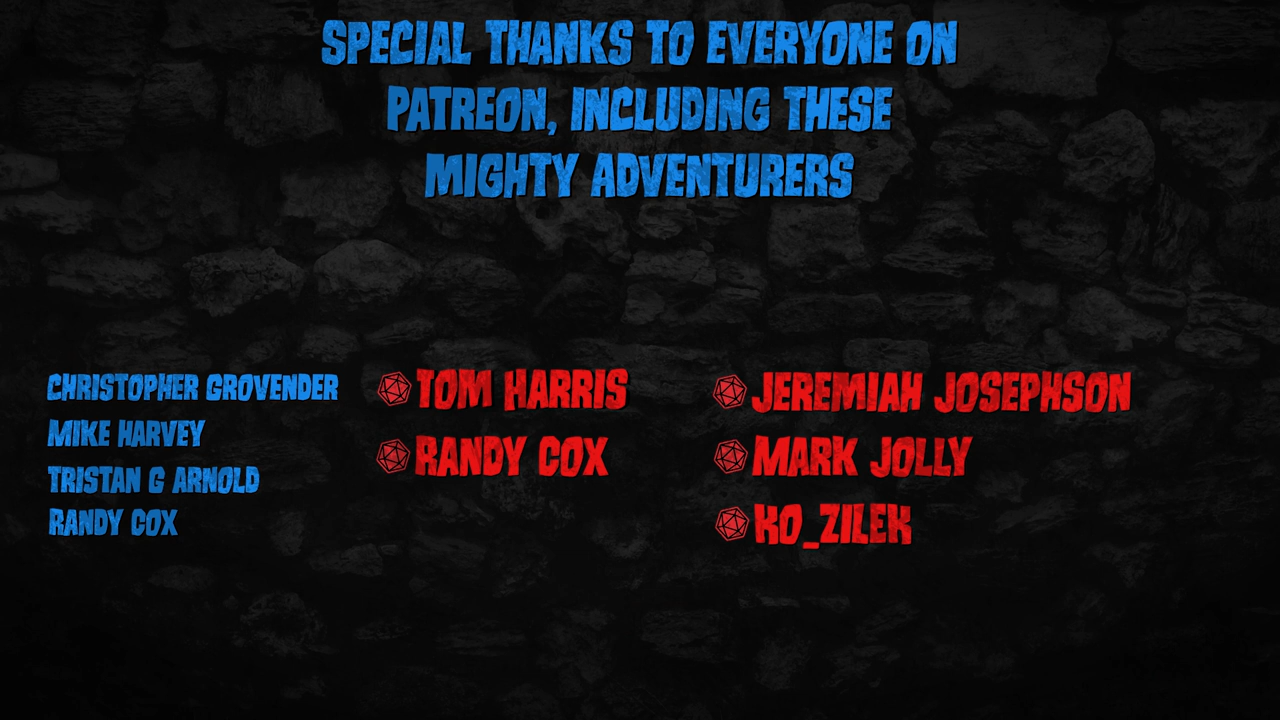 SPECIAL THANKS TO EVERYONE ON
PATREON, INCLUDING THESE
MIGHTY ADVENTURERS
CHRISTOPHER GROVENDER
MIKE HARVEY
TRISTAN G ARNOLD
RANDY COX
TOM HARRIS
RANDY COX
JEREMIAH JOSEPHSON
MARK JOLLY
KO_ZILEK